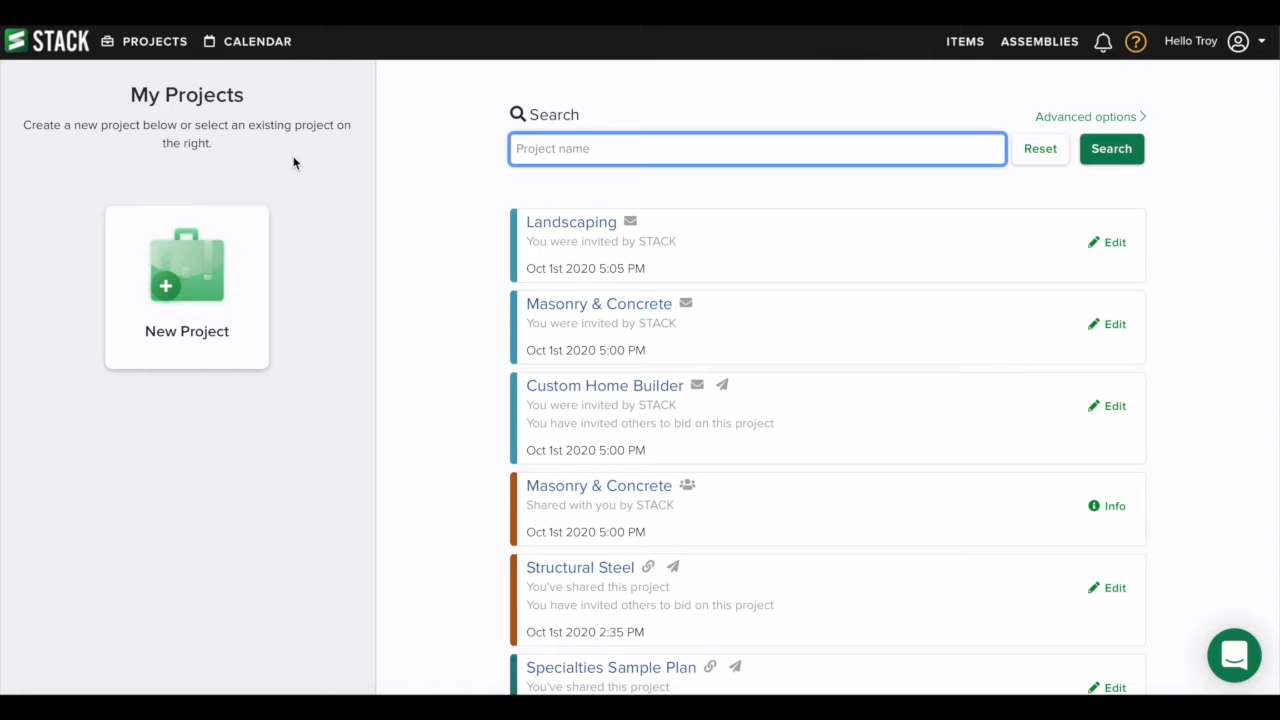 STACK PROJECTS CALENDAR ITEMS ASSEMBLIES ? Hello Troy
My Projects
Create a new project below or select an existing project on
the right.
New Project
Search
Advanced options
Project name
Reset
Search
Landscaping
You were invited by STACK
Edit
Oct 1st 2020 5:05 PM
Masonry & Concrete
You were invited by STACK
Edit
Oct 1st 2020 5:00 PM
Custom Home Builder
You were invited by STACK
Edit
You have invited others to bid on this project
Oct 1st 2020 5:00 PM
Masonry & Concrete
Shared with you by STACK
Info
Oct 1st 2020 5:00 PM
Structural Steel
You've shared this project
Edit
You have invited others to bid on this project
Oct 1st 2020 2:35 PM
Specialties Sample Plan
You've shared this project
Edit